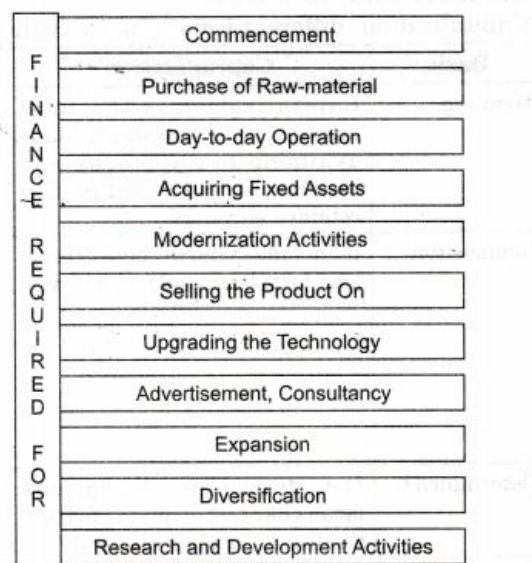 FINANCE REQUIRED FOR
Commencement
Purchase of Raw-material
Day-to-day Operation
Acquiring Fixed Assets
Modernization Activities
Selling the Product On
Upgrading the Technology
Advertisement, Consultancy
Expansion
Diversification
Research and Development Activities